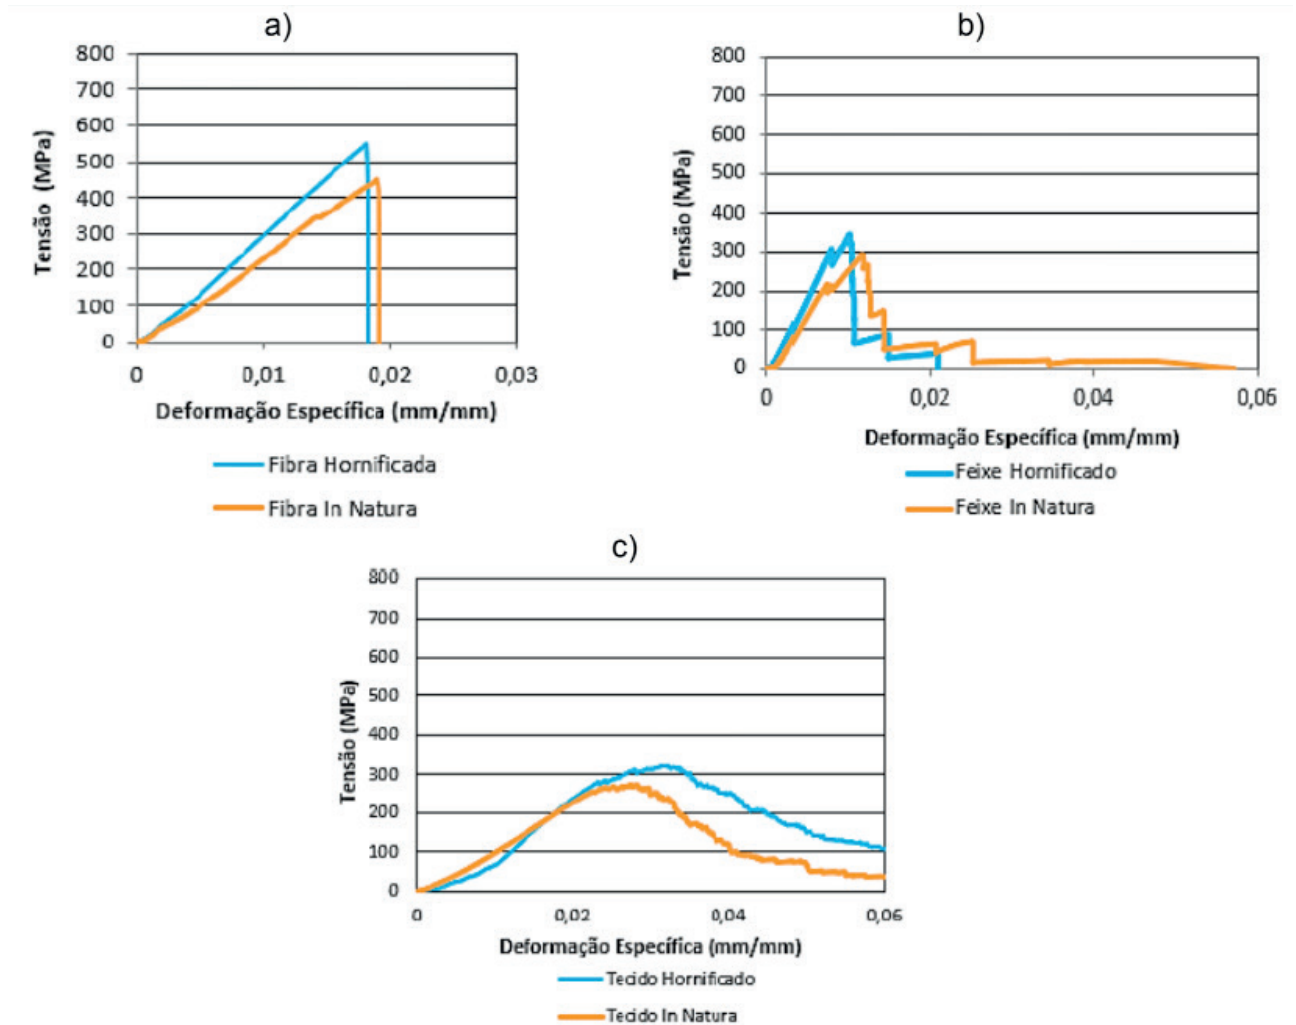 a)
800
700
600
500
400
300
200
100
0
Tensão (MPa)
0 0,01 0,02 0,03
Deformação Específica (mm/mm)
Fibra Hornificada
Fibra In Natura
b)
800
700
600
500
400
300
200
100
0
Tensão (MPa)
0 0,02 0,04 0,06
Deformação Específica (mm/mm)
Feixe Hornificado
Feixe In Natura
c)
800
700
600
500
400
300
200
100
0
Tensão (MPa)
0 0,02 0,04 0,06
Deformação Específica (mm/mm)
Tecido Hornificado
Tecido In Natura